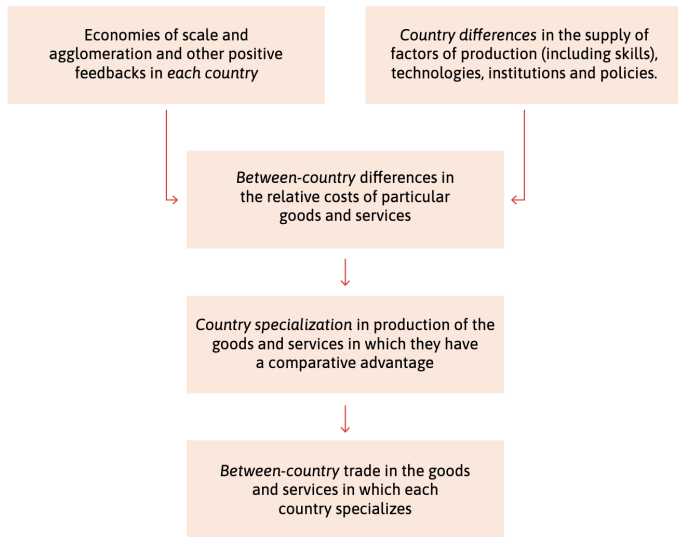 Economies of scale and
agglomeration and other positive
feedbacks in each country
Country differences in the supply of
factors of production (including skills),
technologies, institutions and policies.
Between-country differences in
the relative costs of particular
goods and services
Country specialization in production of the
goods and services in which they have
a comparative advantage
Between-country trade in the goods
and services in which each
country specializes